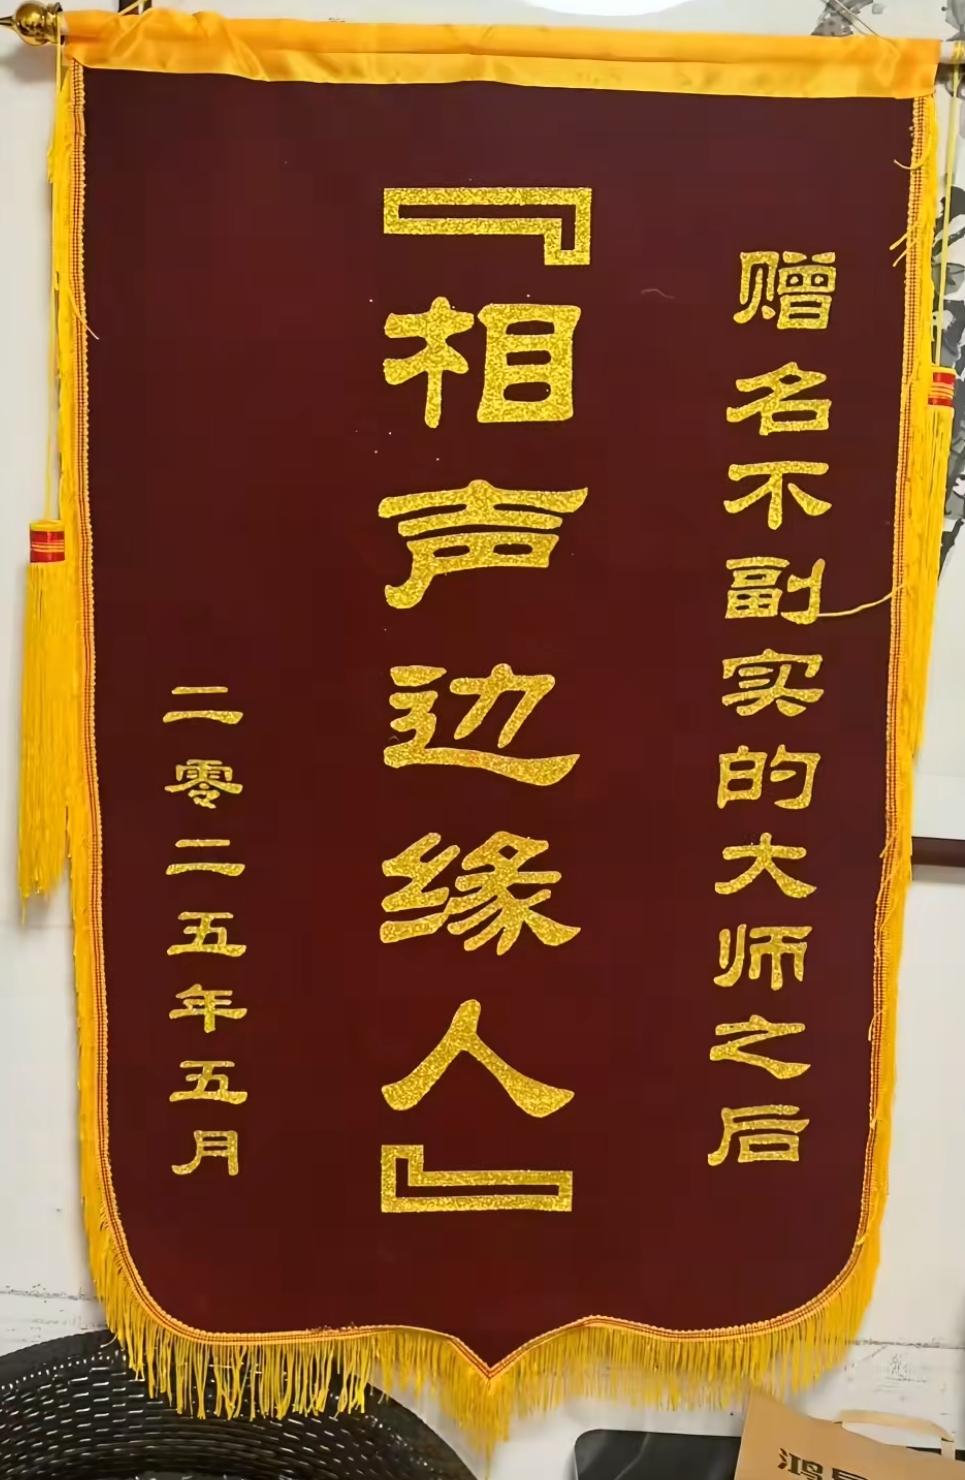 赠名不副实的大师之后
『相声边缘人』
二零二五年五月
鸿